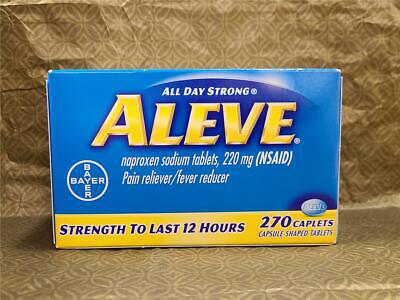 ALL DAY STRONG®
ALEVE®
naproxen sodium tablets, 220 mg (NSAID)
Pain reliever/fever reducer
BAYER
BAYER
STRENGTH TO LAST 12 HOURS
270 CAPLETS
CAPSULE-SHAPED TABLETS